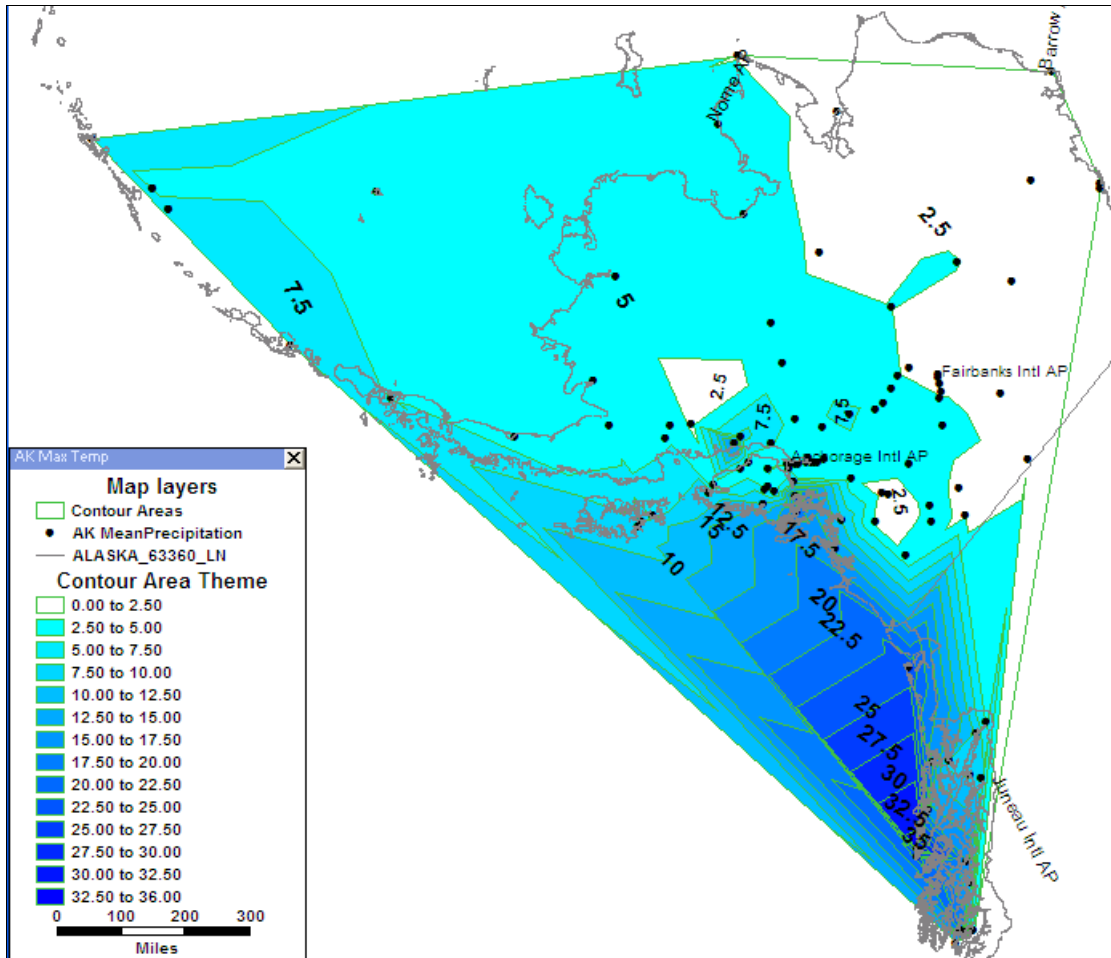 Barrow
Nome AP
2.5
7.5
5
2.5
7.5
7.5
Fairbanks Intl AP
Anchorage Intl AP
2.5
12.5
15
17.5
10
20
22.5
25
27.5
30
32.5
35
Juneau Intl AP
AK Max Temp
Map layers
Contour Areas
AK MeanPrecipitation
ALASKA_63360_LN
Contour Area Theme
0.00 to 2.50
2.50 to 5.00
5.00 to 7.50
7.50 to 10.00
10.00 to 12.50
12.50 to 15.00
15.00 to 17.50
17.50 to 20.00
20.00 to 22.50
22.50 to 25.00
25.00 to 27.50
27.50 to 30.00
30.00 to 32.50
32.50 to 36.00
0 100 200 300
Miles